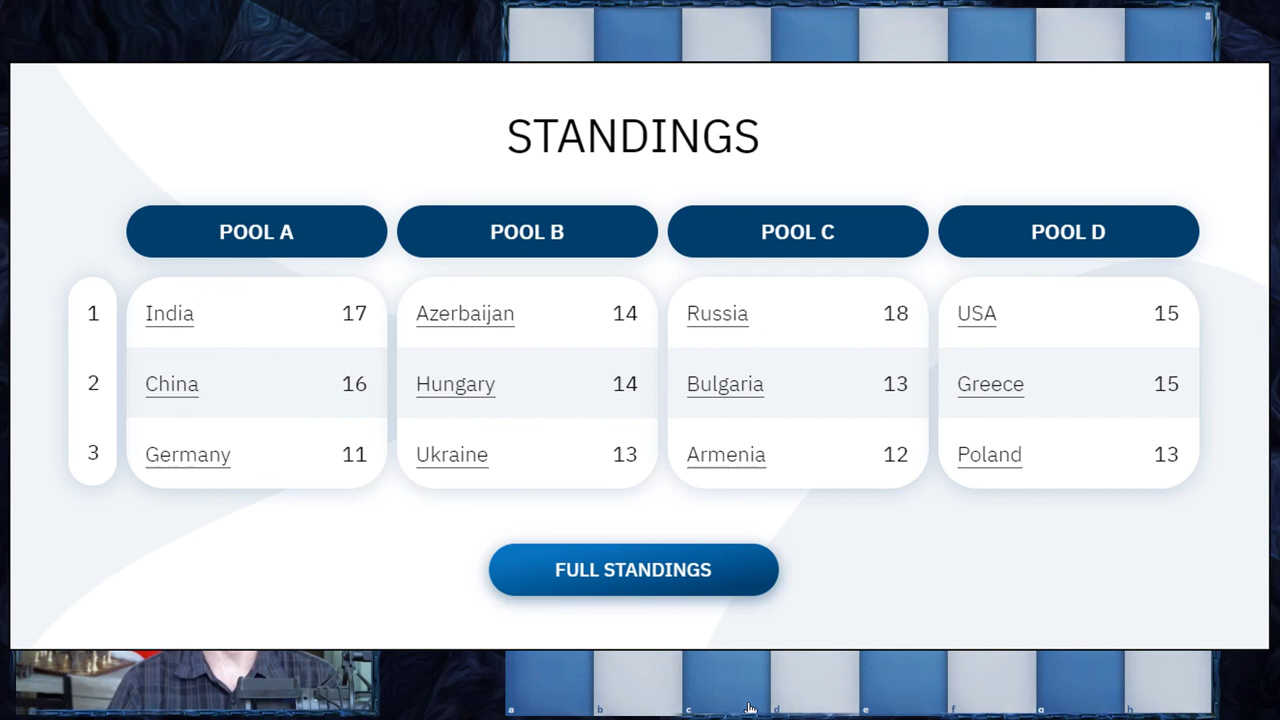 8
STANDINGS
POOL A POOL B POOL C POOL D
1 India 17 Azerbaijan 14 Russia 18 USA 15
2 China 16 Hungary 14 Bulgaria 13 Greece 15
3 Germany 11 Ukraine 13 Armenia 12 Poland 13
FULL STANDINGS
a b c d e f g h